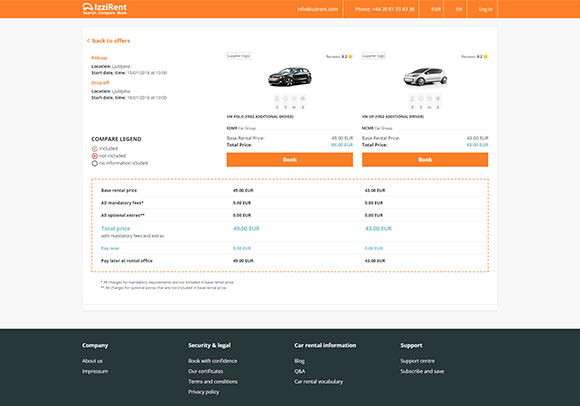 IzziRent
Search. Compare. Book.
info@izzirent.com
Phone: +44 20 81 33 43 38
EUR
EN
Log in
< back to offers
Pick-up
Location: Ljubljana
Start date, time: 15/01/2016 at 10:00
Drop-off
Location: Ljubljana
Start date, time: 16/01/2016 at 10:00
COMPARE LEGEND
included
not included
no information icluded
Supplier logo
Reviews: 9.2
VW POLO (FREE ADDITIONAL DRIVER)
EDMR Car Group
Base Rental Price: 49.00 EUR
Total Price: 49.00 EUR
Book
Supplier logo
Reviews: 9.2
VW UP (FREE ADDITIONAL DRIVER)
MCMR Car Group
Base Rental Price: 43.00 EUR
Total Price: 43.00 EUR
Book
Base rental price 49.00 EUR 43.00 EUR
All mandatory fees* 0.00 EUR 0.00 EUR
All optional extras** 0.00 EUR 0.00 EUR
Total price 49.00 EUR 43.00 EUR
with mandatory fees and extras
Pay now 0.00 EUR 0.00 EUR
Pay later at rental office 49.00 EUR 43.00 EUR
* All charges for mandatory requirements are not included in base rental price
** All charges for optional extras that are not included in base rental price.
Company
About us
Impressum
Security & legal
Book with confidence
Our certificates
Terms and conditions
Privacy policy
Car rental information
Blog
Q&A
Car rental vocabulary
Support
Support centre
Subscribe and save